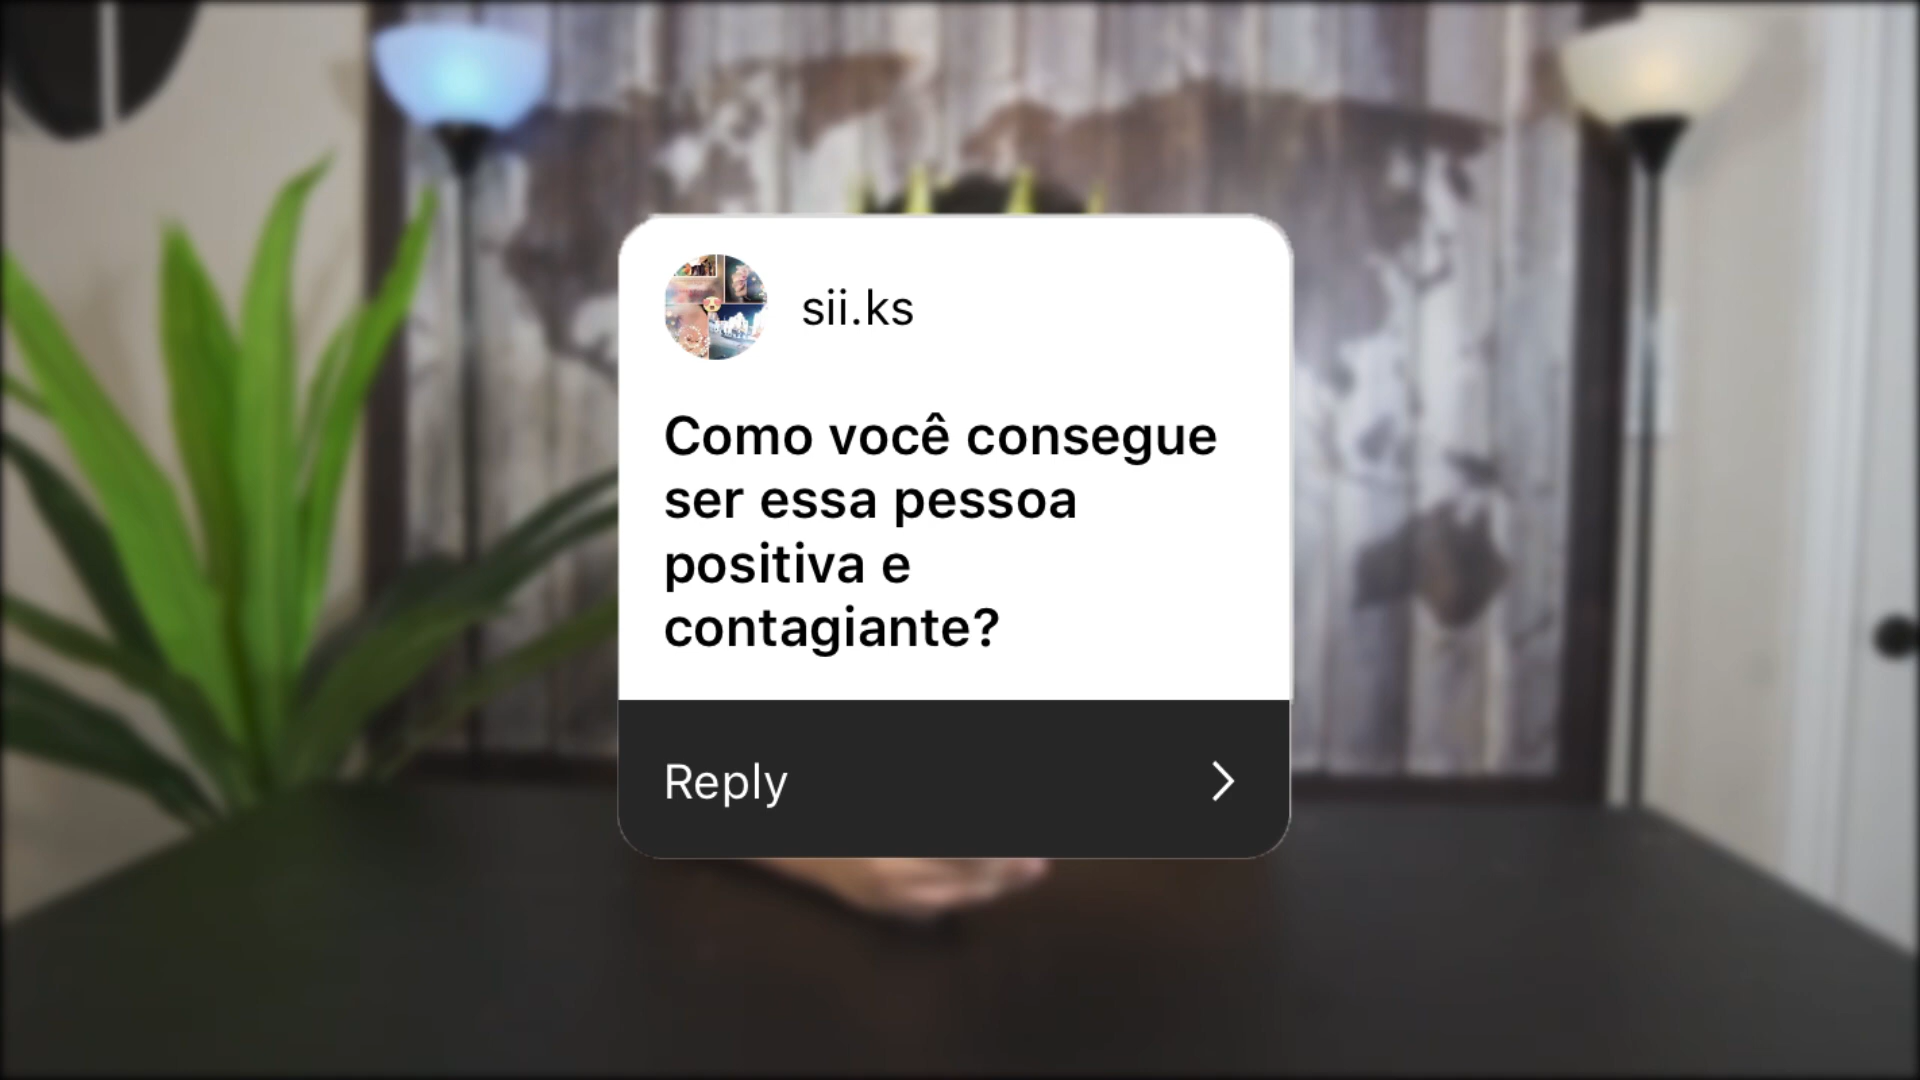 sii.ks
Como você consegue
ser essa pessoa
positiva e
contagiante?
Reply